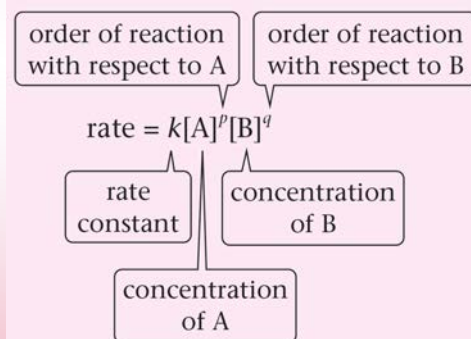 order of reaction
with respect to A
order of reaction
with respect to B
rate = k[A]ᵖ[B]ᑫ
rate
constant
concentration
of B
concentration
of A